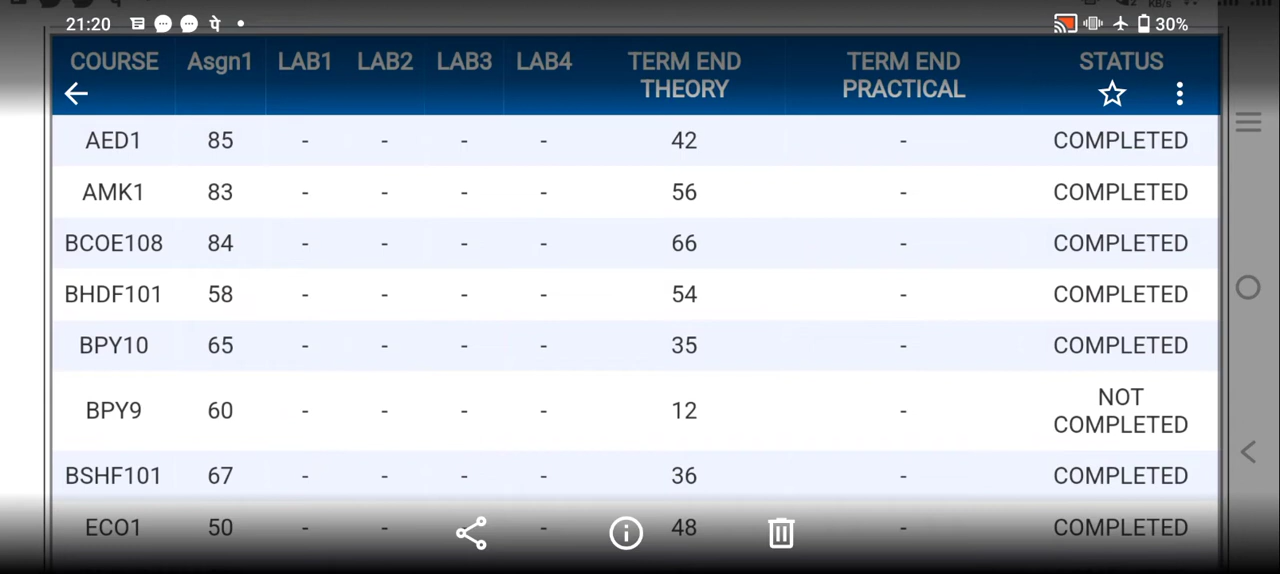 KB/s
21:20 पे 30%
COURSE Asgn1 LAB1 LAB2 LAB3 LAB4 TERM END THEORY TERM END PRACTICAL STATUS
AED1 85 - - - - 42 - COMPLETED
AMK1 83 - - - - 56 - COMPLETED
BCOE108 84 - - - - 66 - COMPLETED
BHDF101 58 - - - - 54 - COMPLETED
BPY10 65 - - - - 35 - COMPLETED
BPY9 60 - - - - 12 - NOT COMPLETED
BSHF101 67 - - - - 36 - COMPLETED
ECO1 50 - - - - 48 - COMPLETED